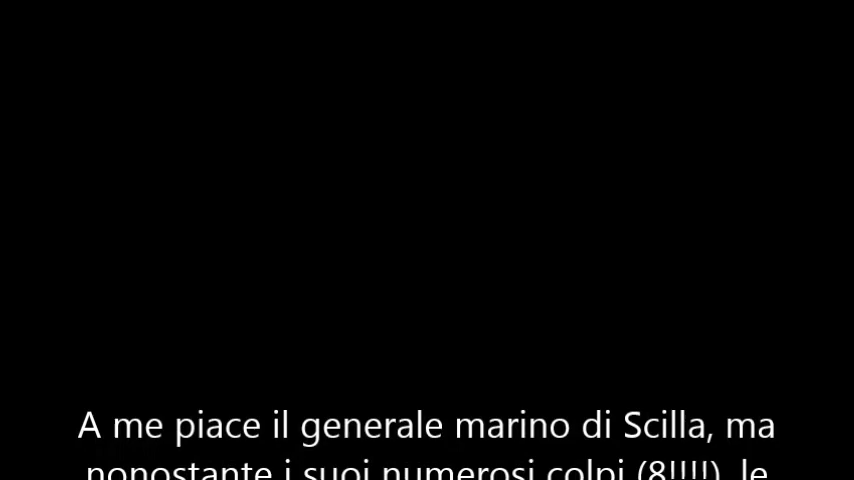 A me piace il generale marino di Scilla, ma
nonostante i suoi numerosi colpi (8!!!!), le